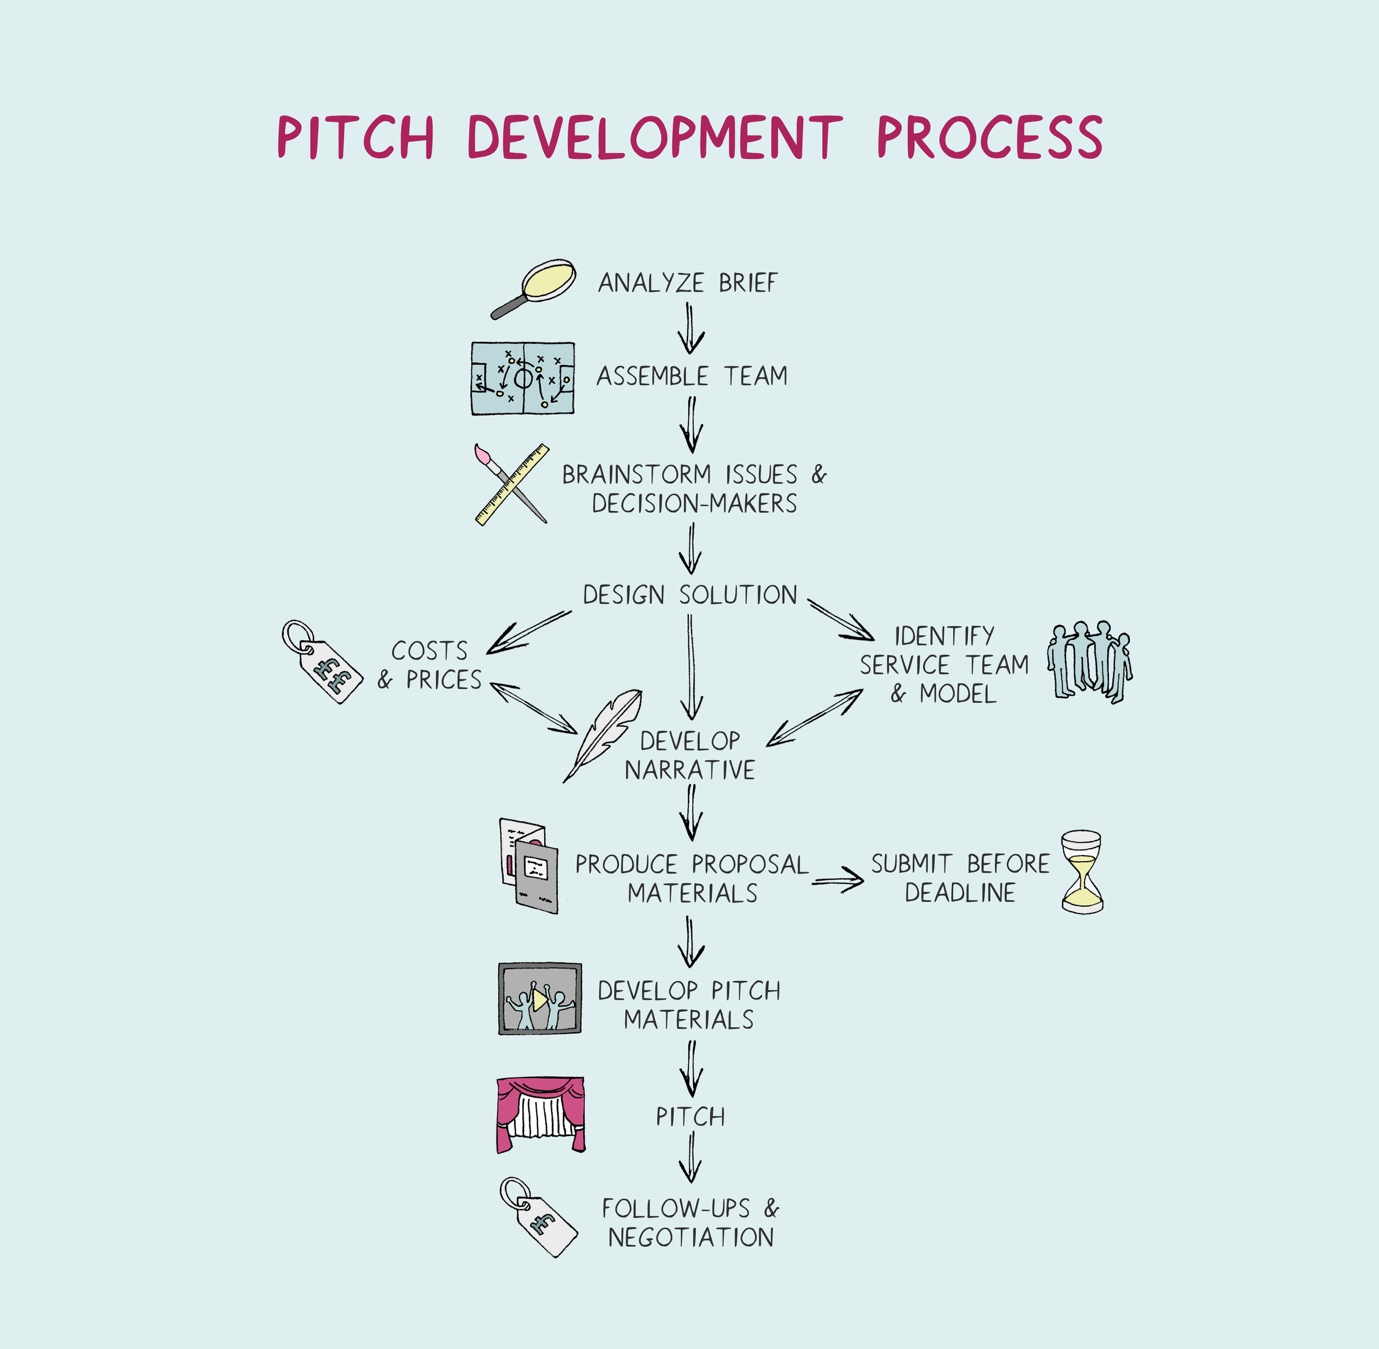 PITCH DEVELOPMENT PROCESS
ANALYZE BRIEF
ASSEMBLE TEAM
BRAINSTORM ISSUES &
DECISION-MAKERS
DESIGN SOLUTION
COSTS
& PRICES
££
IDENTIFY
SERVICE TEAM
& MODEL
DEVELOP
NARRATIVE
PRODUCE PROPOSAL
MATERIALS
SUBMIT BEFORE
DEADLINE
DEVELOP PITCH
MATERIALS
PITCH
FOLLOW-UPS &
NEGOTIATION
£